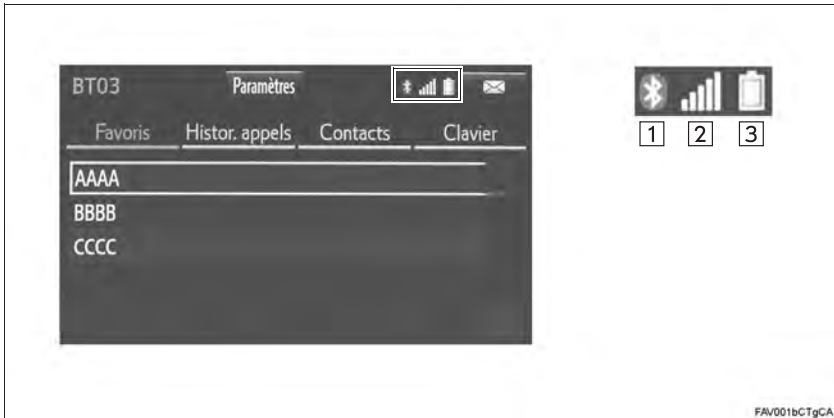 BT03 Paramètres
Favoris Histor. appels Contacts Clavier
AAAA
BBBB
CCCC
1 2 3
FAV001bCTgCA